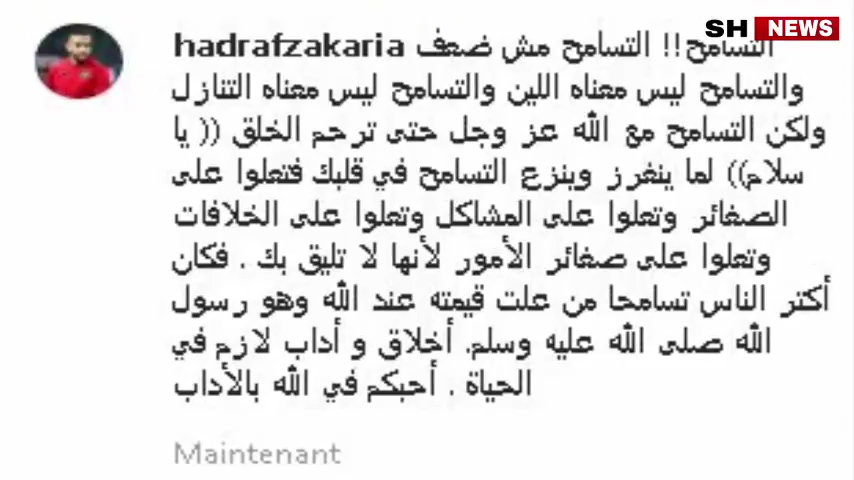 SH NEWS
hadrafzakaria التسامح!! التسامح مش ضعف
والتسامح ليس معناه اللين والتسامح ليس معناه التنازل
ولكن التسامح مع الله عز وجل حتى ترحم الخلق (( يا
سلام)) لما ينغرز وينزع التسامح في قلبك فتعلوا على
الصغائر وتعلوا على المشاكل وتعلوا على الخلافات
وتعلوا على صغائر الأمور لأنها لا تليق بك . فكان
أكتر الناس تسامحا من علت قيمته عند الله وهو رسول
الله صلى الله عليه وسلم. أخلاق و أداب لازم في
الحياة . أحبكم في الله بالأداب
Maintenant